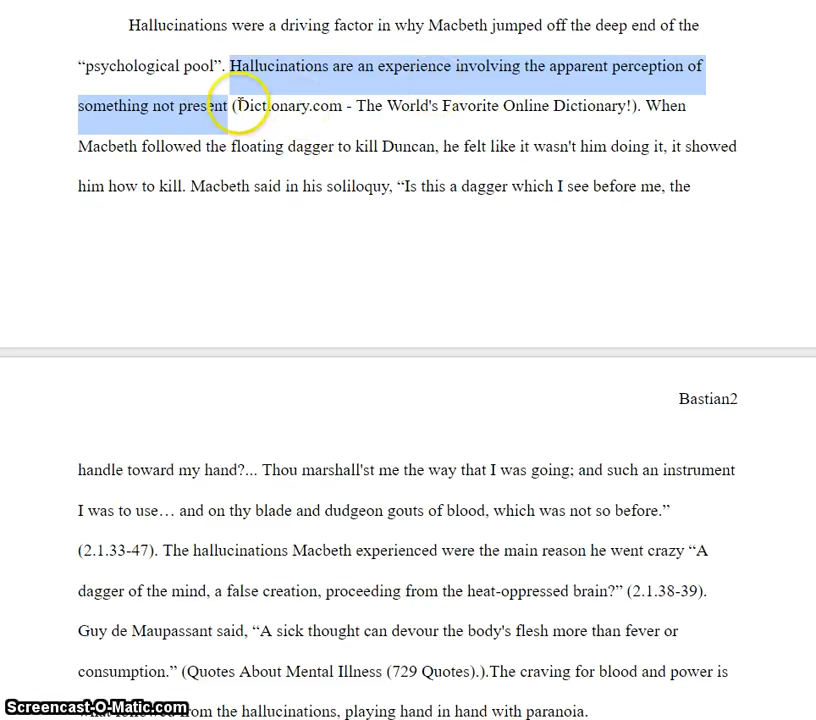 Hallucinations were a driving factor in why Macbeth jumped off the deep end of the
“psychological pool”. Hallucinations are an experience involving the apparent perception of
something not present (Dictionary.com - The World's Favorite Online Dictionary!). When
Macbeth followed the floating dagger to kill Duncan, he felt like it wasn't him doing it, it showed
him how to kill. Macbeth said in his soliloquy, “Is this a dagger which I see before me, the
Bastian2
handle toward my hand?... Thou marshall'st me the way that I was going; and such an instrument
I was to use… and on thy blade and dudgeon gouts of blood, which was not so before.”
(2.1.33-47). The hallucinations Macbeth experienced were the main reason he went crazy “A
dagger of the mind, a false creation, proceeding from the heat-oppressed brain?” (2.1.38-39).
Guy de Maupassant said, “A sick thought can devour the body's flesh more than fever or
consumption.” (Quotes About Mental Illness (729 Quotes).).The craving for blood and power is
from the hallucinations, playing hand in hand with paranoia.
Screencast-O-Matic.com